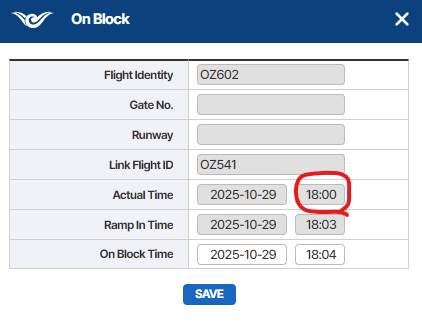 On Block
Flight Identity OZ602
Gate No.
Runway
Link Flight ID OZ541
Actual Time 2025-10-29 18:00
Ramp In Time 2025-10-29 18:03
On Block Time 2025-10-29 18:04
SAVE